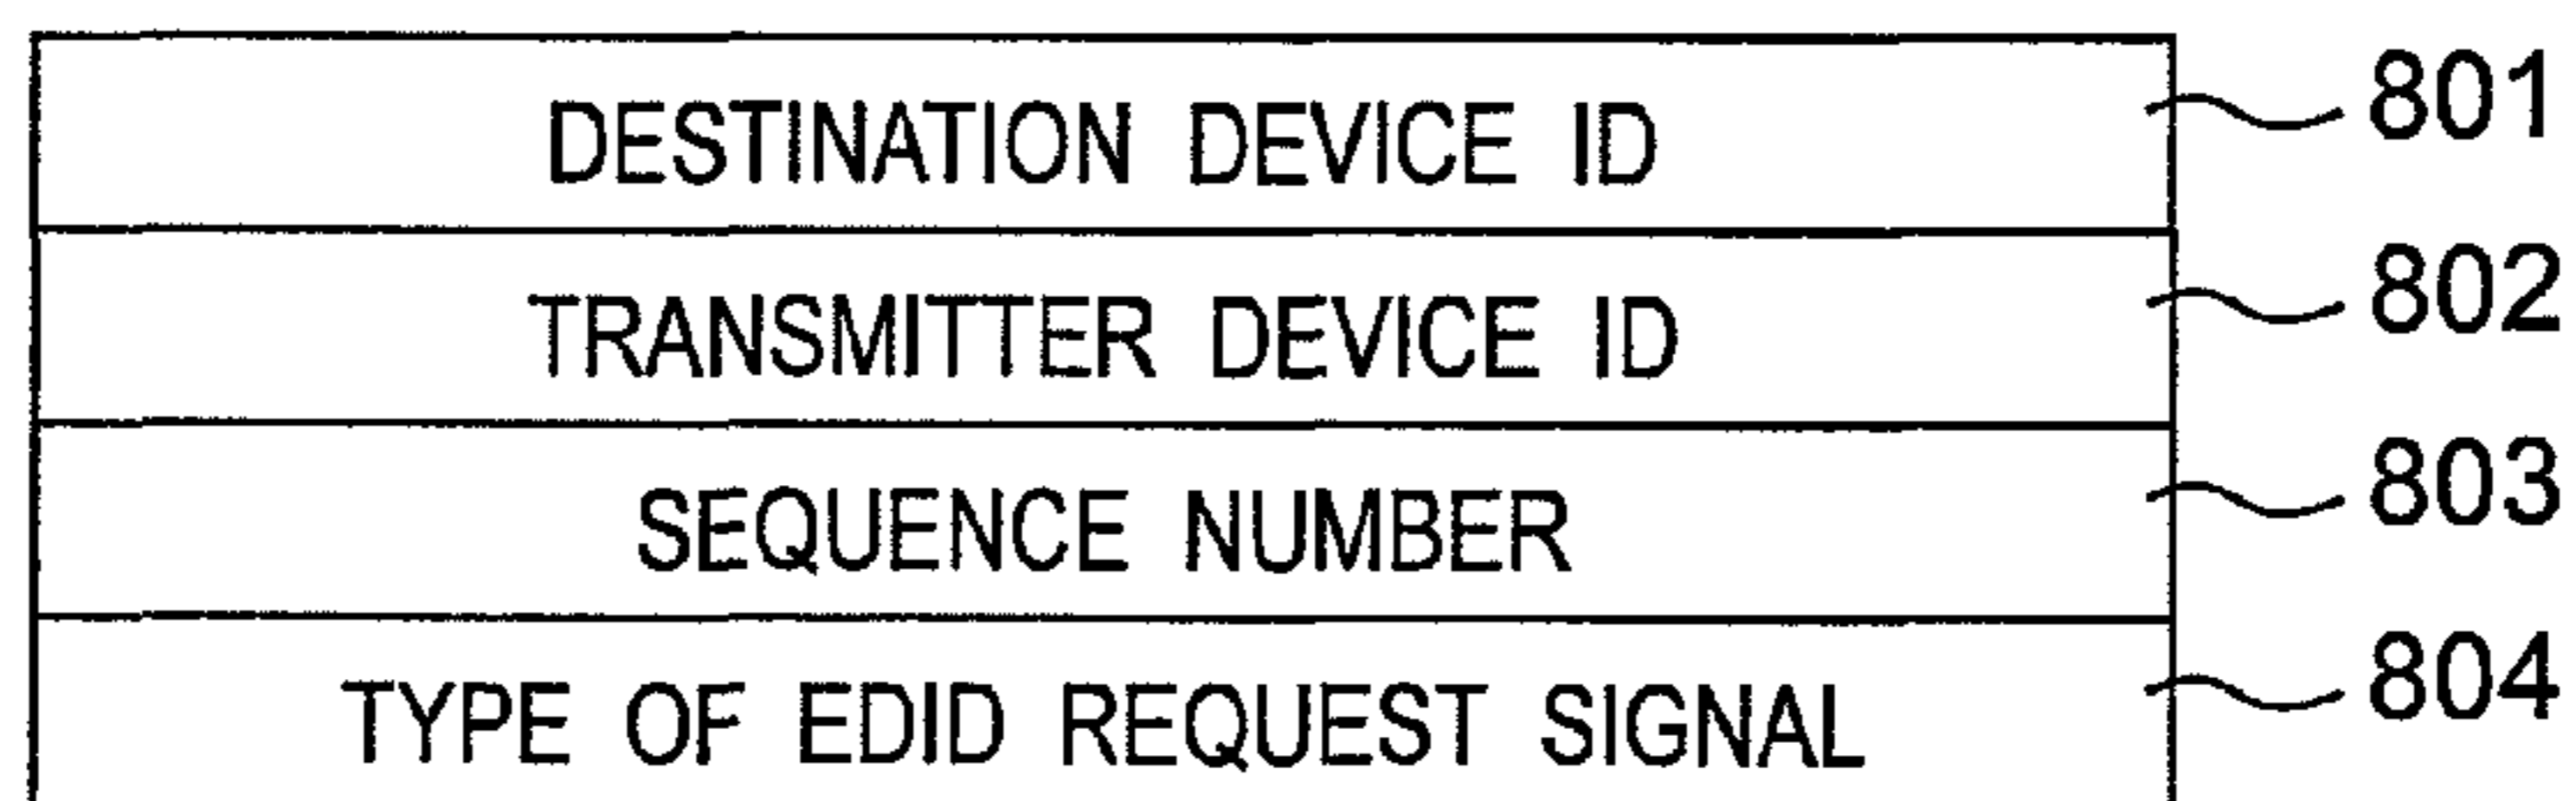 DESTINATION DEVICE ID 801
TRANSMITTER DEVICE ID 802
SEQUENCE NUMBER 803
TYPE OF EDID REQUEST SIGNAL 804